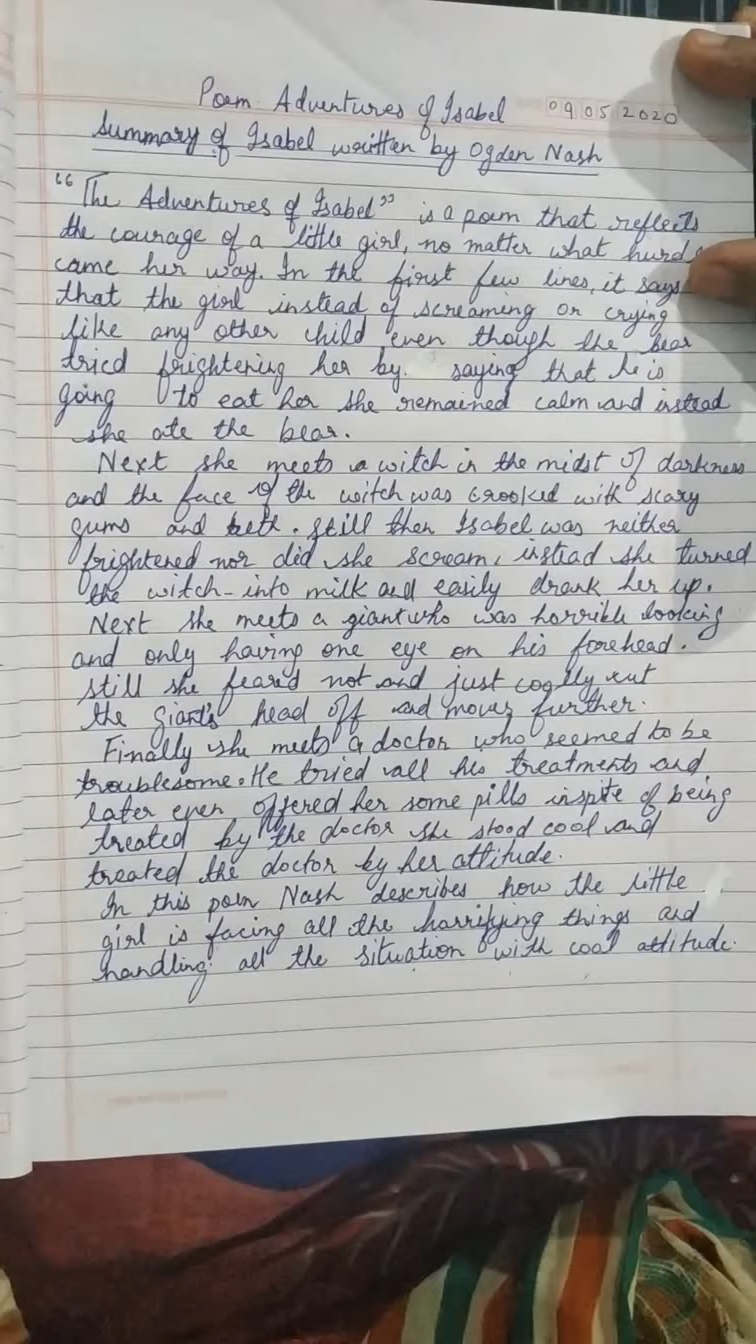 Poem Adventures of Isabel 09052020
Summary of Isabel written by Ogden Nash
"The Adventures of Isabel" is a poem that reflects
the courage of a little girl, no matter what
came her way. In the first few lines, it says
that the girl instead of screaming or crying
like any other child even though the bear
tried frightening her by. saying that he is
going to eat her she remained calm and instead
she ate the bear.
Next she meets a witch in the midst of darkness
and the face of the witch was crooked with scary
gums and teeth. Still then Isabel was neither
frightened nor did she scream, instead she turned
the witch into milk and easily drank her up.
Next she meets a giant who was horrible looking
and only having one eye on his forehead.
Still she feared not and just coolly cut
the giant's head off and moves further.
Finally she meets a doctor who seemed to be
troublesome. He tried all his treatments and
later even offered her some pills inspite of being
treated by the doctor she stood cool and
treated the doctor by her attitude.
In this poem Nash describes how the little
girl is facing all the horrifying things and
handling all the situation with cool attitude.